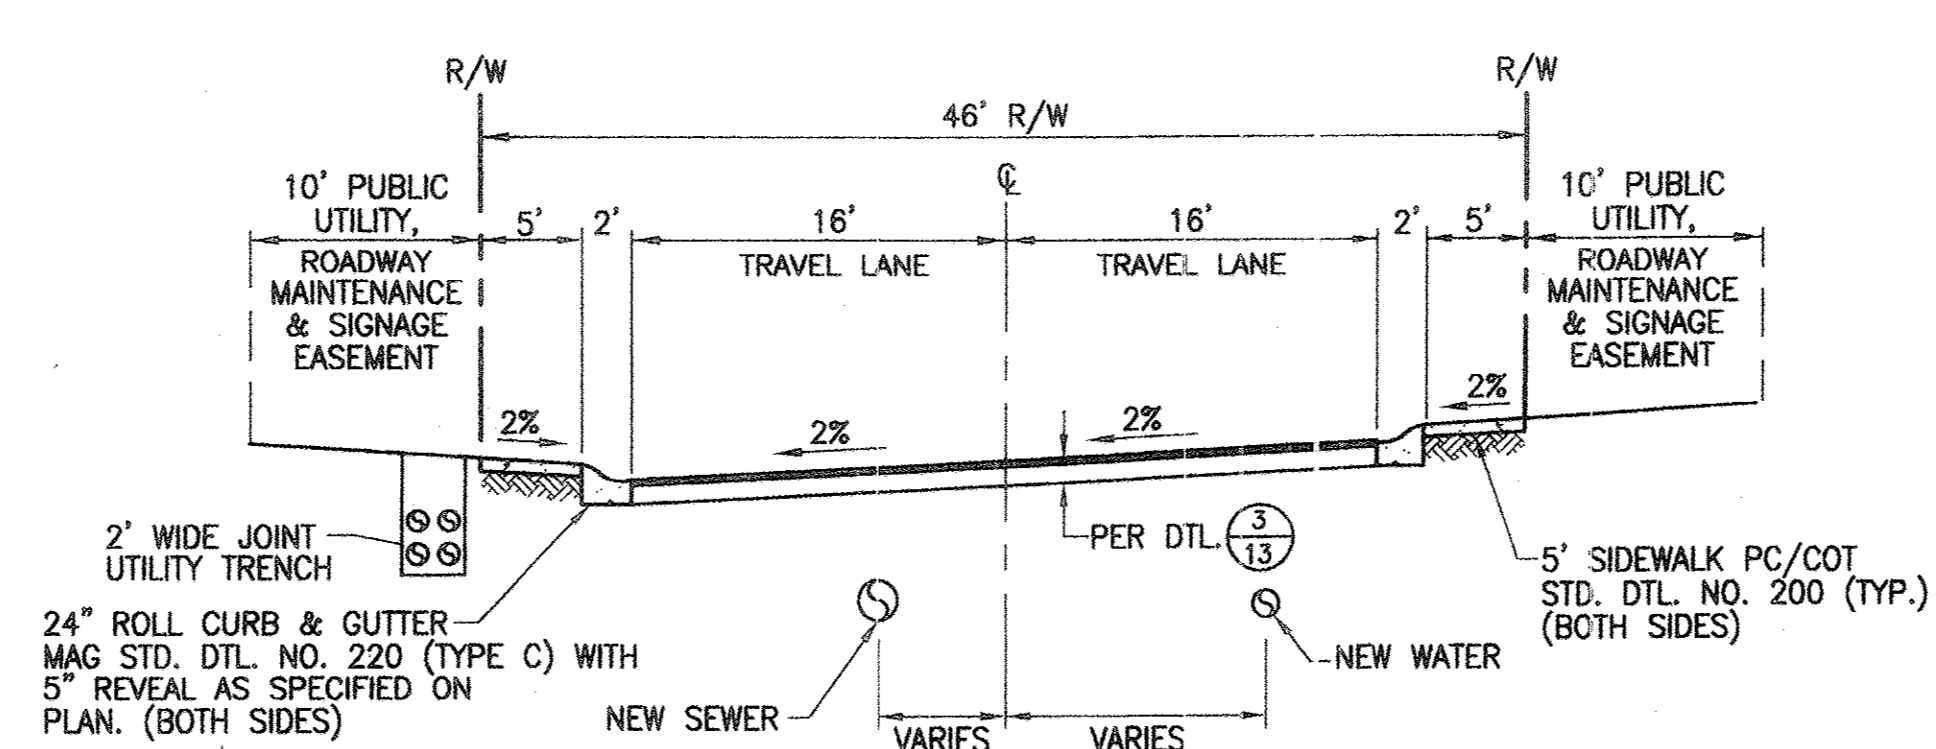 R/W
R/W
46' R/W
℄
10' PUBLIC
UTILITY,
ROADWAY
MAINTENANCE
& SIGNAGE
EASEMENT
5'
2'
16'
TRAVEL LANE
16'
TRAVEL LANE
2'
5'
10' PUBLIC
UTILITY,
ROADWAY
MAINTENANCE
& SIGNAGE
EASEMENT
2%
2%
2%
2%
2' WIDE JOINT
UTILITY TRENCH
PER DTL.
3
13
5' SIDEWALK PC/COT
STD. DTL. NO. 200 (TYP.)
(BOTH SIDES)
24" ROLL CURB & GUTTER
MAG STD. DTL. NO. 220 (TYPE C) WITH
5" REVEAL AS SPECIFIED ON
PLAN. (BOTH SIDES)
NEW SEWER
NEW WATER
VARIES
VARIES